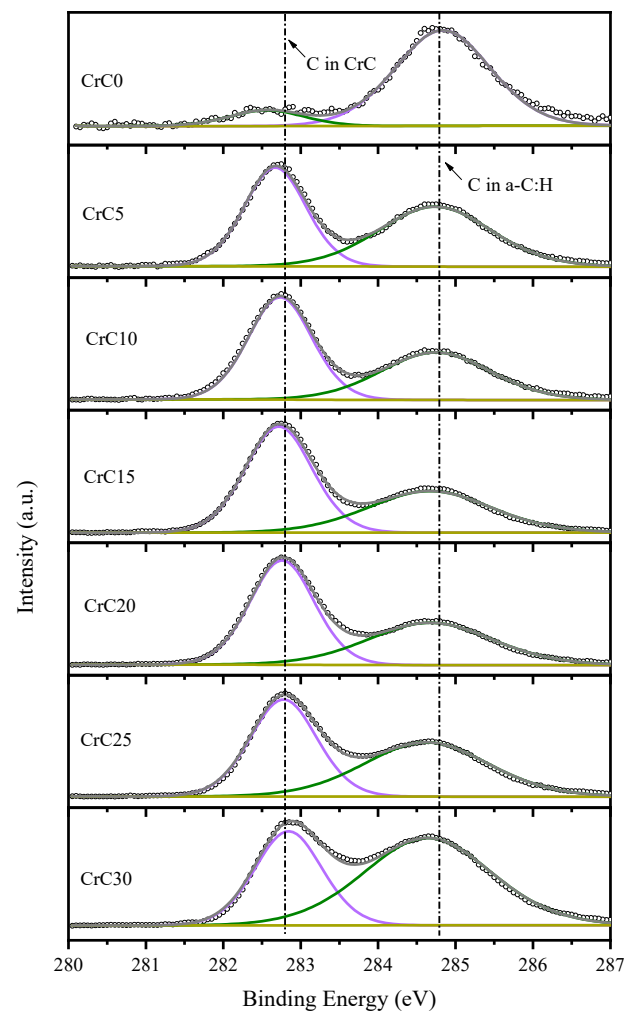 CrC0
C in CrC
C in a-C:H
CrC5
CrC10
CrC15
CrC20
CrC25
CrC30
Intensity (a.u.)
280 281 282 283 284 285 286 287
Binding Energy (eV)